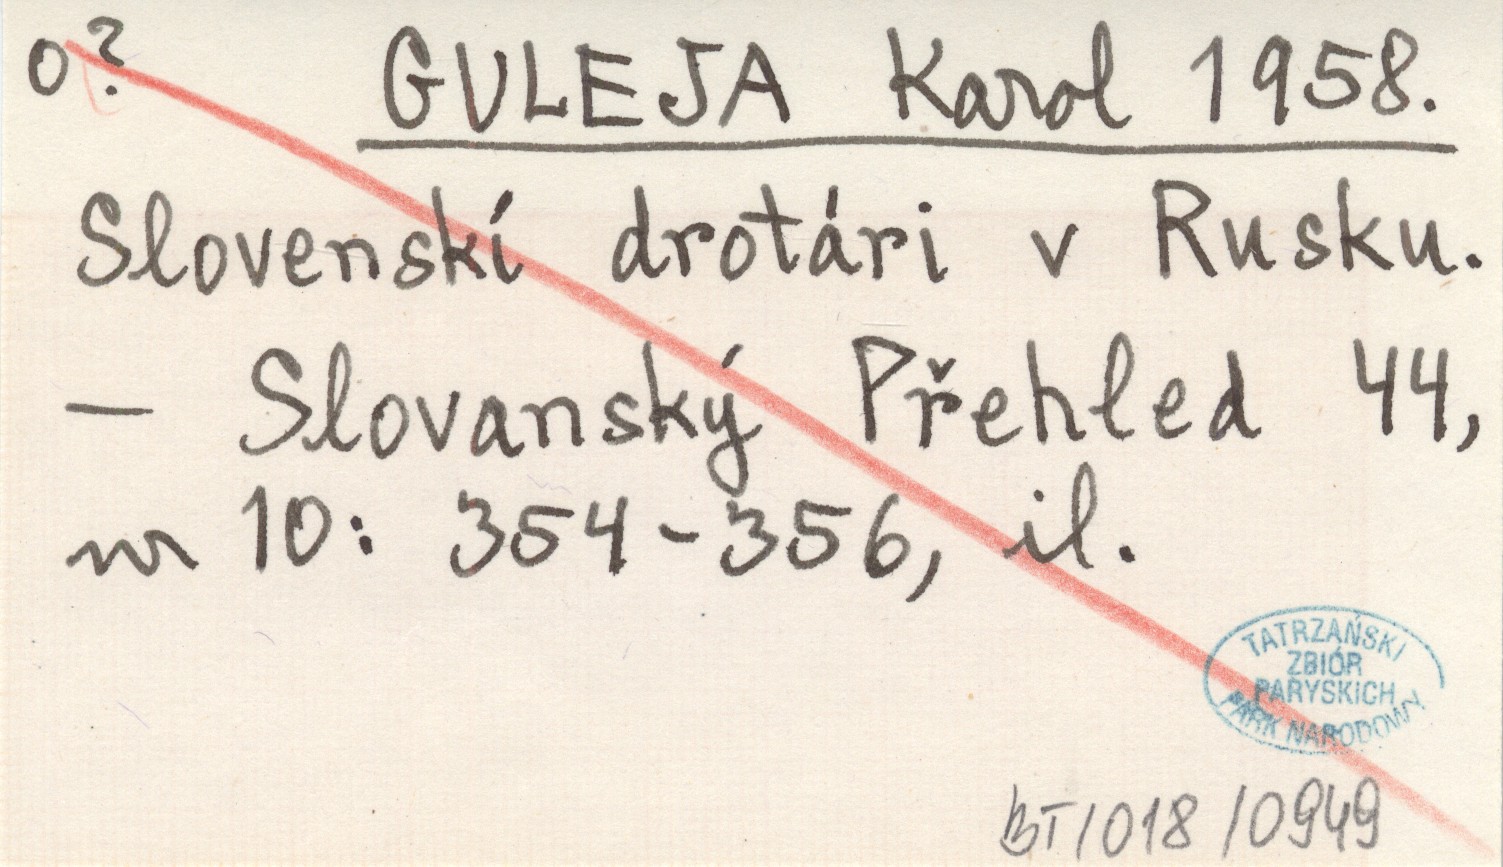 o? GULEJA Karol 1958.
Slovenskí drotári v Rusku.
— Slovanský Přehled 44,
nr 10: 354-356, il.
TATRZAŃSKI
ZBIÓR
PARYSKICH
PARK NARODOWY
BT/018/0949